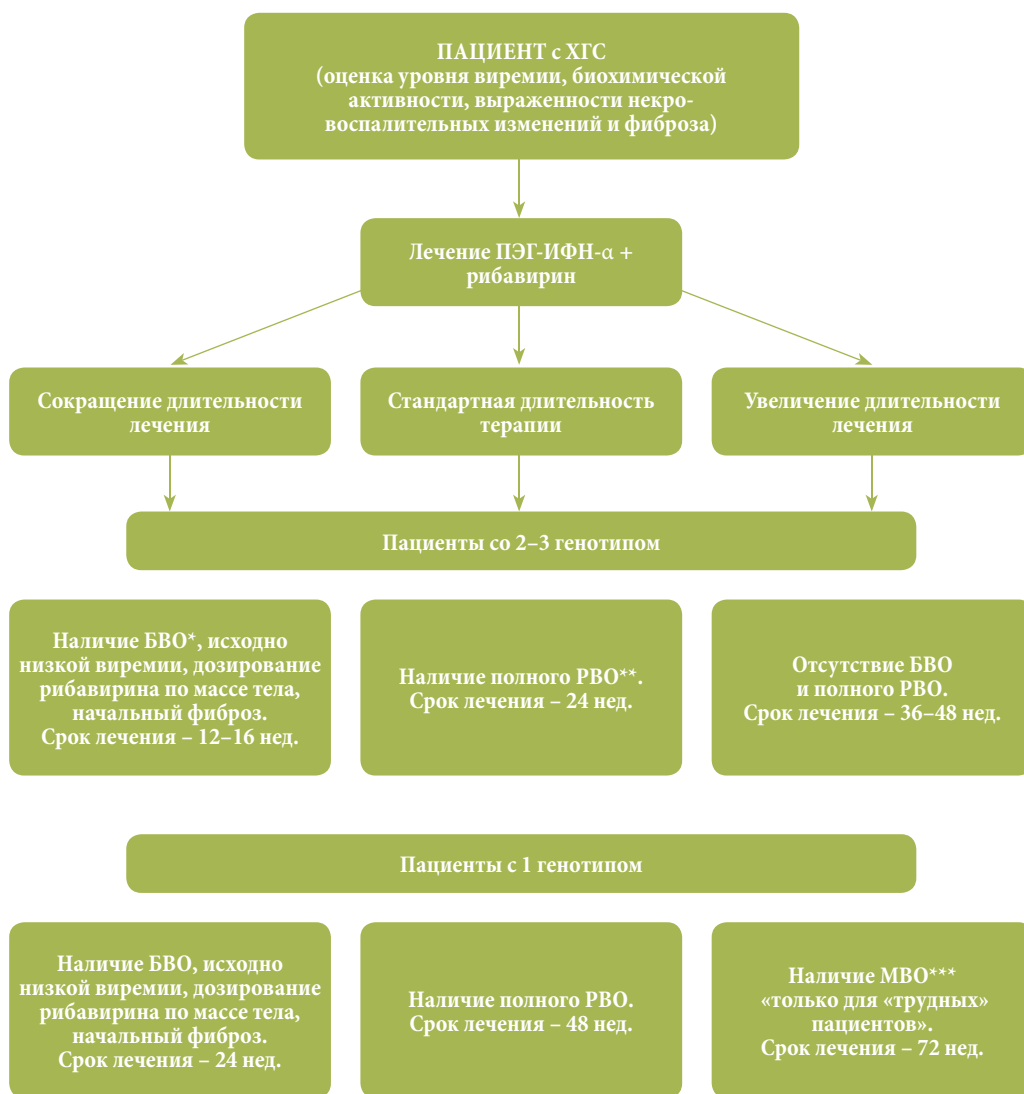 ПАЦИЕНТ с ХГС
(оценка уровня виремии, биохимической
активности, выраженности некро-
воспалительных изменений и фиброза)
Лечение ПЭГ-ИФН-α +
рибавирин
Сокращение длительности
лечения
Стандартная длительность
терапии
Увеличение длительности
лечения
Пациенты со 2–3 генотипом
Наличие БВО*, исходно
низкой виремии, дозирование
рибавирина по массе тела,
начальный фиброз.
Срок лечения – 12–16 нед.
Наличие полного РВО**.
Срок лечения – 24 нед.
Отсутствие БВО
и полного РВО.
Срок лечения – 36–48 нед.
Пациенты с 1 генотипом
Наличие БВО, исходно
низкой виремии, дозирование
рибавирина по массе тела,
начальный фиброз.
Срок лечения – 24 нед.
Наличие полного РВО.
Срок лечения – 48 нед.
Наличие МВО***
«только для «трудных»
пациентов».
Срок лечения – 72 нед.